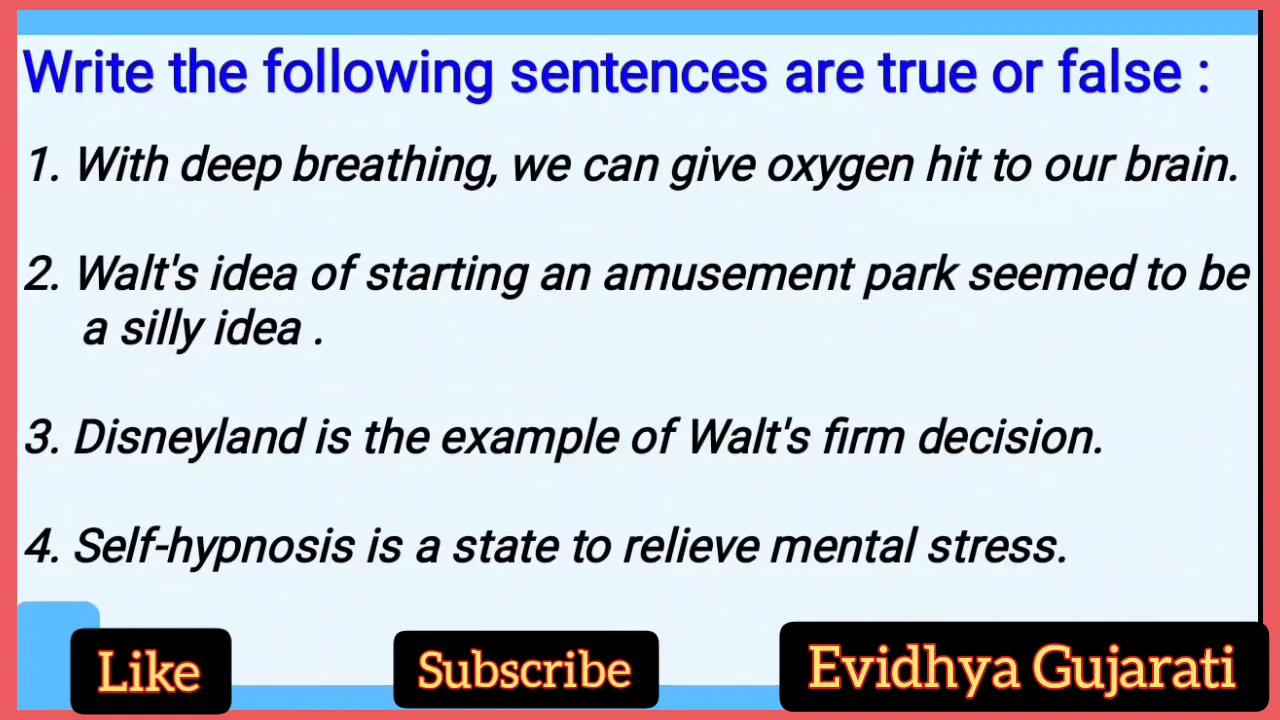 Write the following sentences are true or false :
1. With deep breathing, we can give oxygen hit to our brain.
2. Walt's idea of starting an amusement park seemed to be
a silly idea .
3. Disneyland is the example of Walt's firm decision.
4. Self-hypnosis is a state to relieve mental stress.
Like Subscribe Evidhya Gujarati